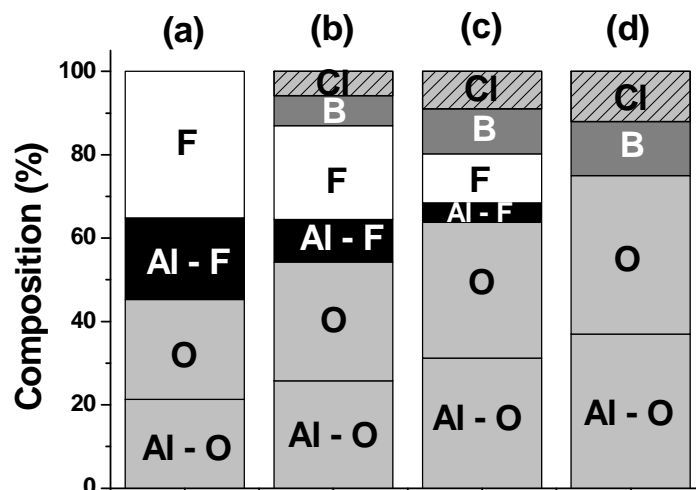 (a) (b) (c) (d)
Composition (%)
100
80
60
40
20
0
F
Al - F
O
Al - O
Cl
B
F
Al - F
O
Al - O
Cl
B
F
Al - F
O
Al - O
Cl
B
O
Al - O